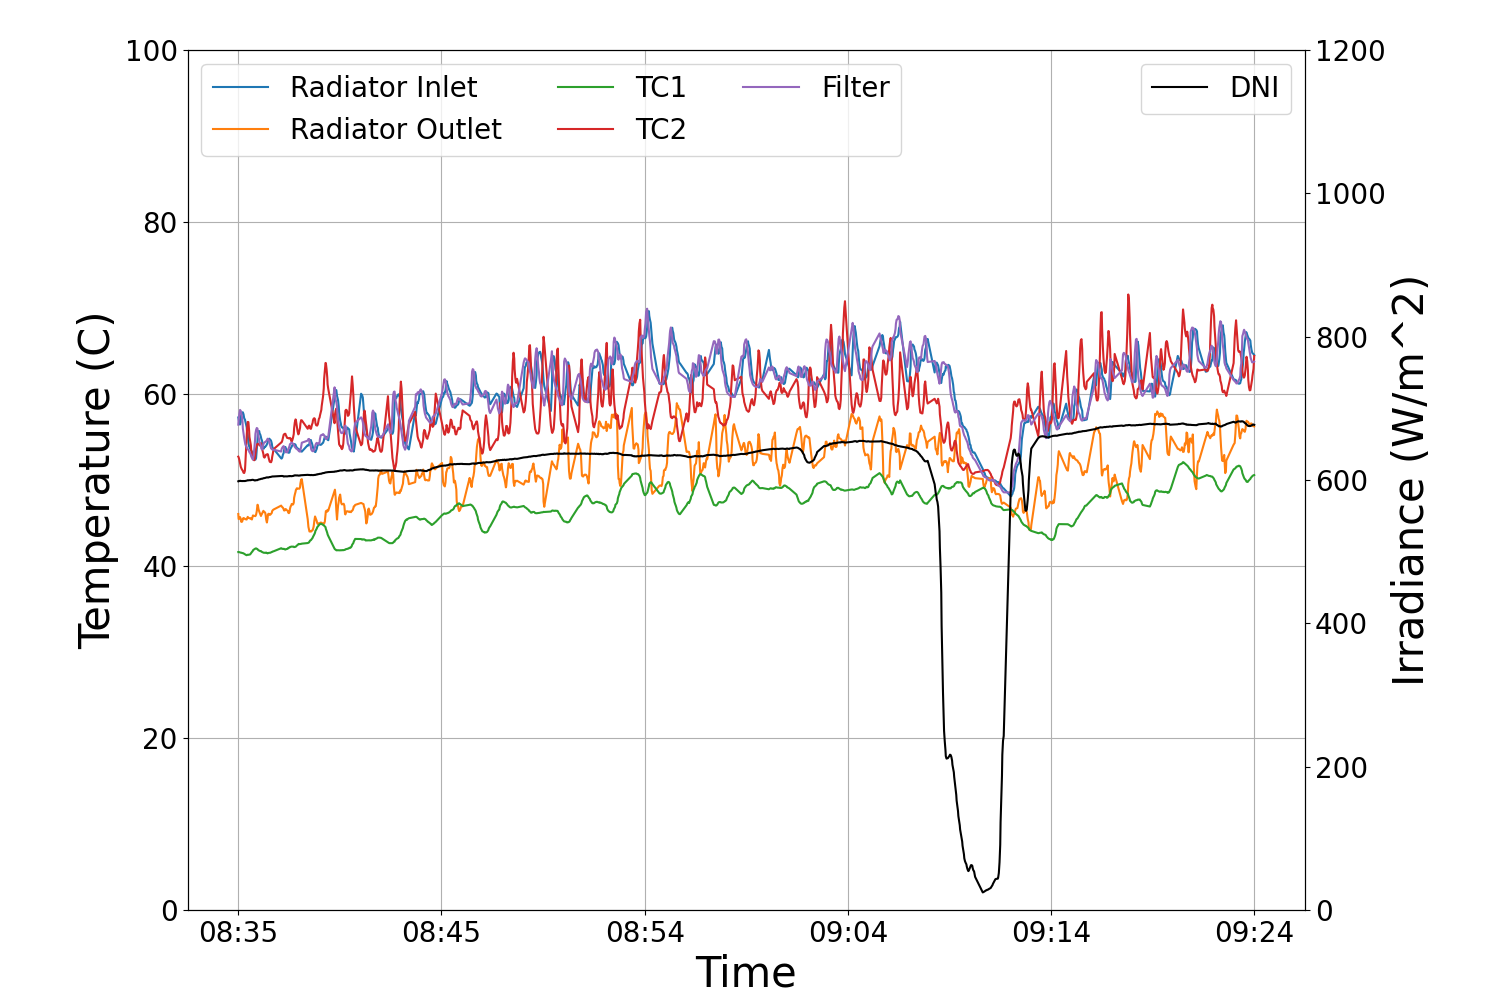 100
80
60
40
20
0
Temperature (C)
Radiator Inlet
Radiator Outlet
TC1
TC2
Filter
DNI
1200
1000
800
600
400
200
0
Irradiance (W/m^2)
08:35
08:45
08:54
09:04
09:14
09:24
Time